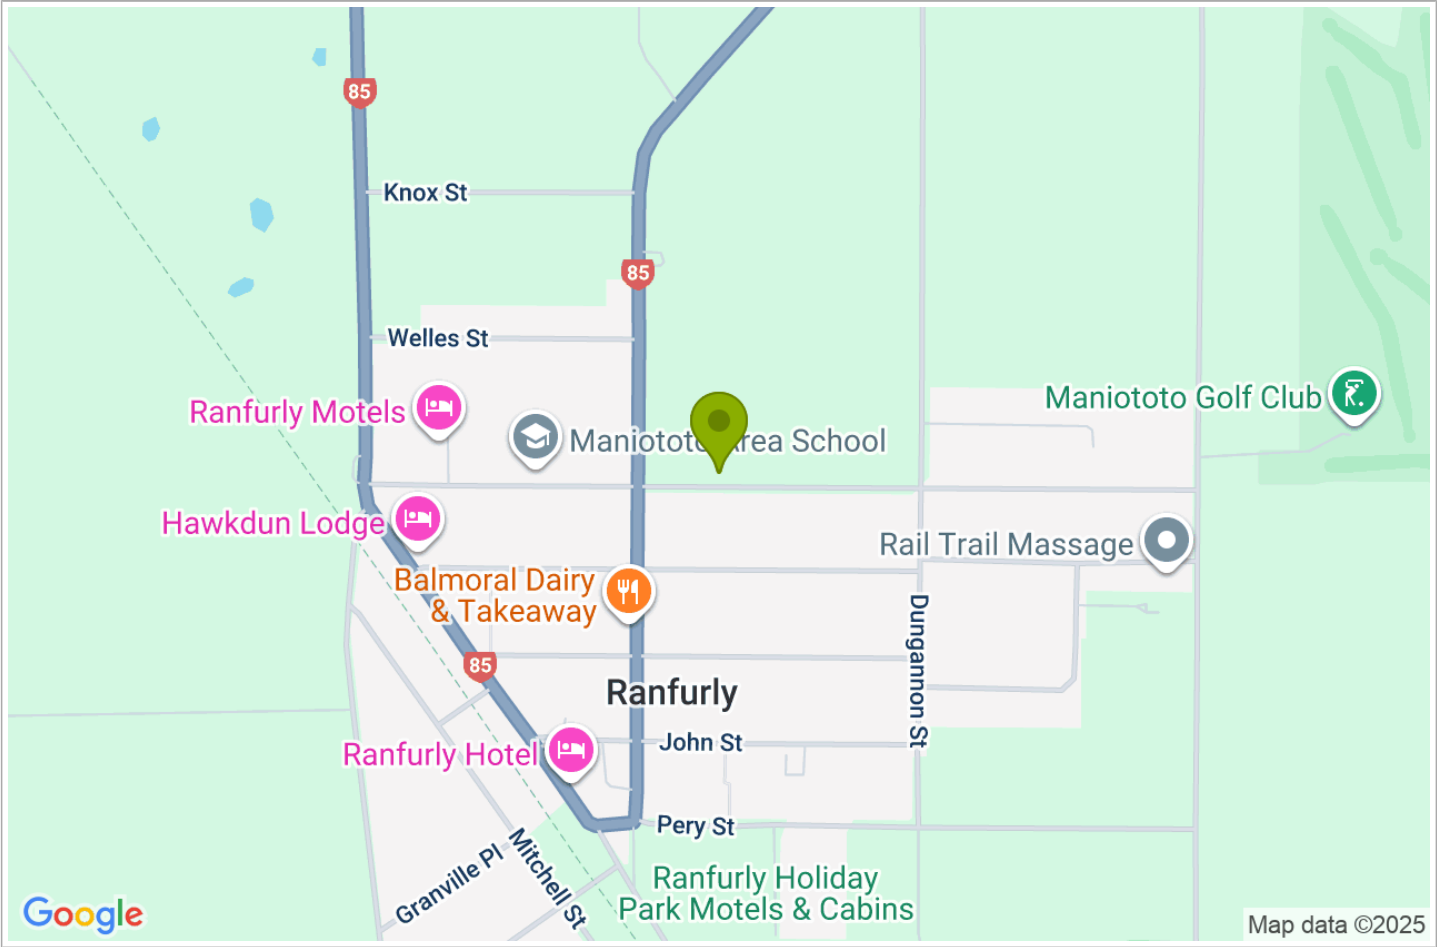 85
Knox St
85
Welles St
Ranfurly Motels
Maniototo Area School
Maniototo Golf Club
Hawkdun Lodge
Rail Trail Massage
Balmoral Dairy
& Takeaway
Dungannon St
85
Ranfurly
John St
Ranfurly Hotel
Pery St
Mitchell St
Granville Pl
Ranfurly Holiday
Park Motels & Cabins
Google
Map data ©2025